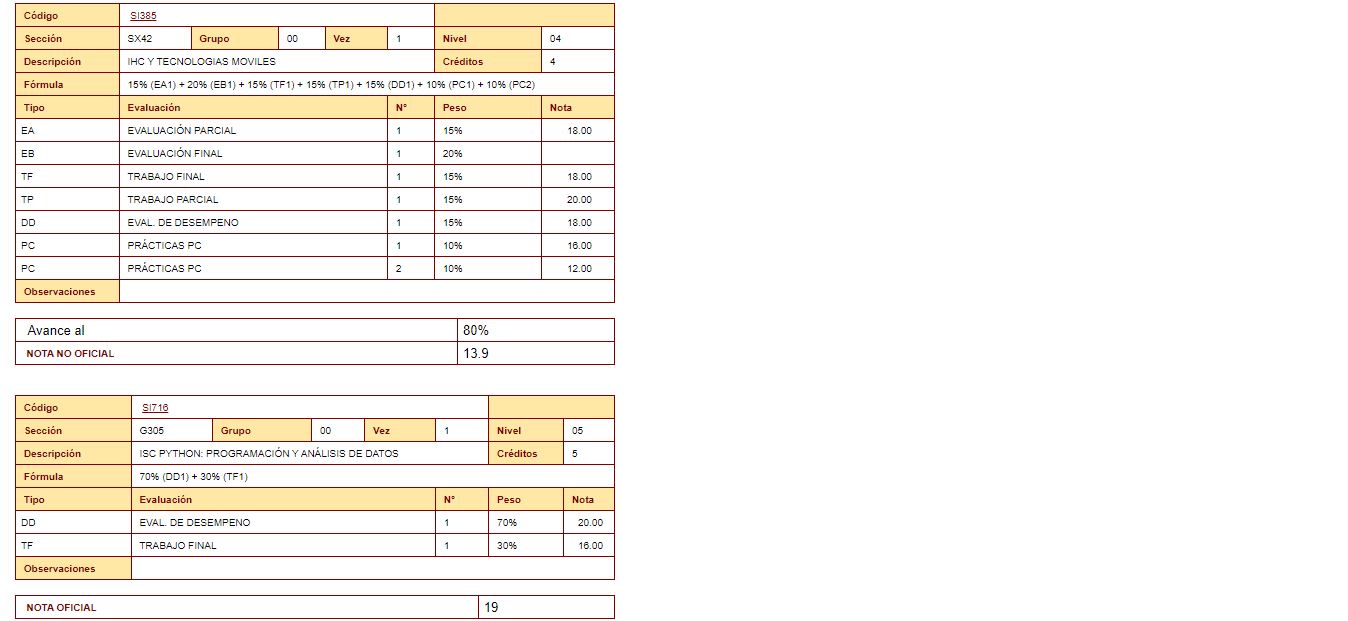 Código SI385
Sección SX42 Grupo 00 Vez 1 Nivel 04
Descripción IHC Y TECNOLOGIAS MOVILES Créditos 4
Fórmula 15% (EA1) + 20% (EB1) + 15% (TF1) + 15% (TP1) + 15% (DD1) + 10% (PC1) + 10% (PC2)
Tipo Evaluación N° Peso Nota
EA EVALUACIÓN PARCIAL 1 15% 18.00
EB EVALUACIÓN FINAL 1 20%
TF TRABAJO FINAL 1 15% 18.00
TP TRABAJO PARCIAL 1 15% 20.00
DD EVAL. DE DESEMPENO 1 15% 18.00
PC PRÁCTICAS PC 1 10% 16.00
PC PRÁCTICAS PC 2 10% 12.00
Observaciones
Avance al 80%
NOTA NO OFICIAL 13.9
Código SI716
Sección G305 Grupo 00 Vez 1 Nivel 05
Descripción ISC PYTHON: PROGRAMACIÓN Y ANÁLISIS DE DATOS Créditos 5
Fórmula 70% (DD1) + 30% (TF1)
Tipo Evaluación N° Peso Nota
DD EVAL. DE DESEMPENO 1 70% 20.00
TF TRABAJO FINAL 1 30% 16.00
Observaciones
NOTA OFICIAL 19